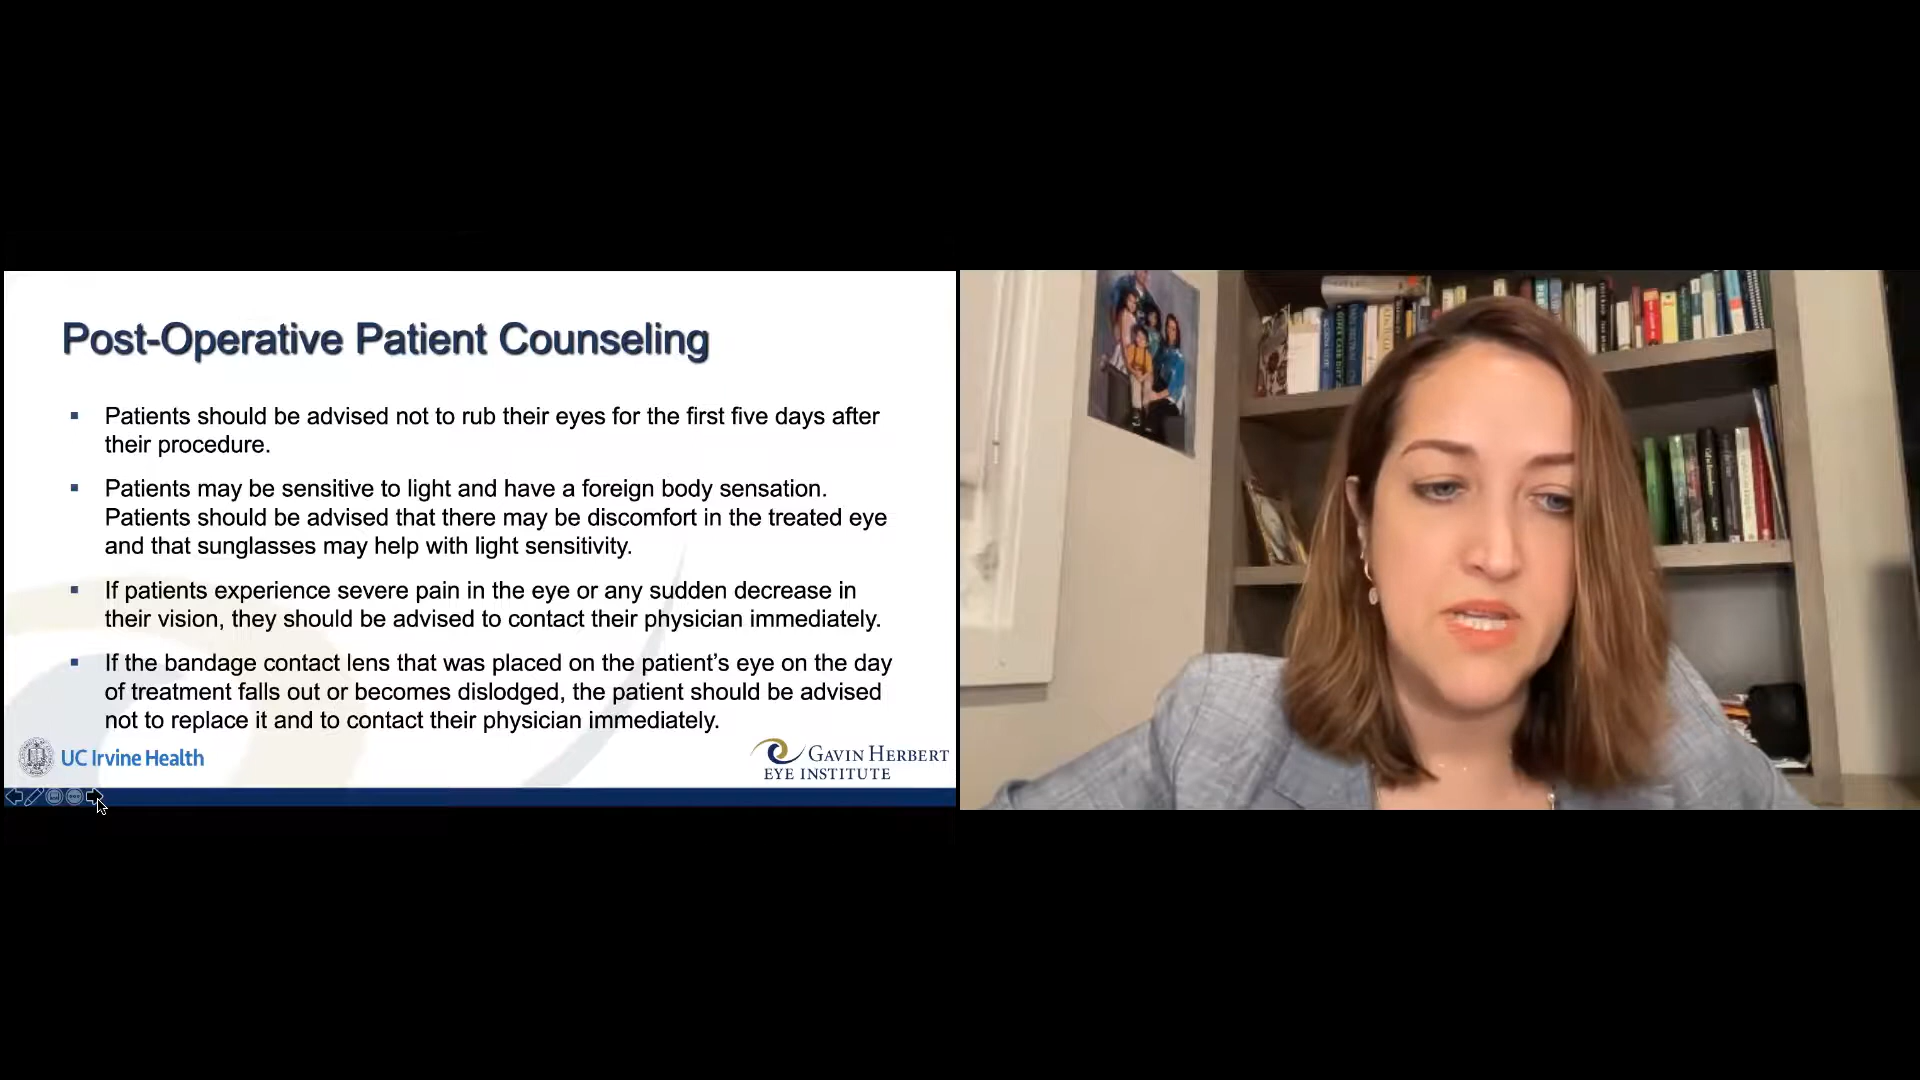 Post-Operative Patient Counseling
▪ Patients should be advised not to rub their eyes for the first five days after
their procedure.
▪ Patients may be sensitive to light and have a foreign body sensation.
Patients should be advised that there may be discomfort in the treated eye
and that sunglasses may help with light sensitivity.
▪ If patients experience severe pain in the eye or any sudden decrease in
their vision, they should be advised to contact their physician immediately.
▪ If the bandage contact lens that was placed on the patient’s eye on the day
of treatment falls out or becomes dislodged, the patient should be advised
not to replace it and to contact their physician immediately.
UC Irvine Health
GAVIN HERBERT
EYE INSTITUTE